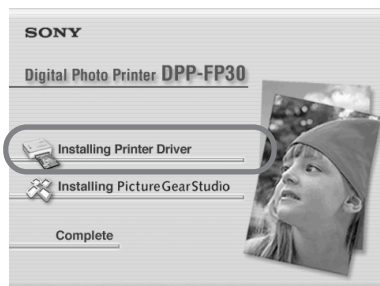 SONY
Digital Photo Printer DPP-FP30
Installing Printer Driver
Installing PictureGearStudio
Complete